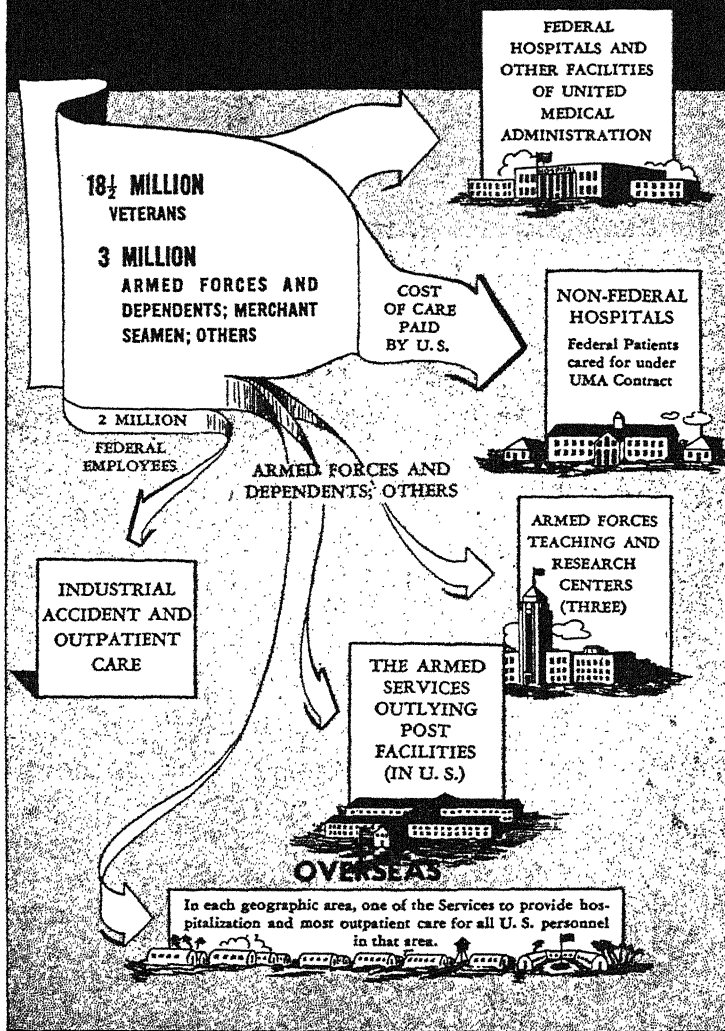 FEDERAL
HOSPITALS AND
OTHER FACILITIES
OF UNITED
MEDICAL
ADMINISTRATION
HOSPITAL
18½ MILLION
VETERANS
3 MILLION
ARMED FORCES AND
DEPENDENTS; MERCHANT
SEAMEN; OTHERS
COST
OF CARE
PAID
BY U. S.
NON-FEDERAL
HOSPITALS
Federal Patients
cared for under
UMA Contract
2 MILLION
FEDERAL
EMPLOYEES
ARMED FORCES AND
DEPENDENTS; OTHERS
ARMED FORCES
TEACHING AND
RESEARCH
CENTERS
(THREE)
INDUSTRIAL
ACCIDENT AND
OUTPATIENT
CARE
THE ARMED
SERVICES
OUTLYING
POST
FACILITIES
(IN U. S.)
OVERSEAS
In each geographic area, one of the Services to provide hos-
pitalization and most outpatient care for all U. S. personnel
in that area.